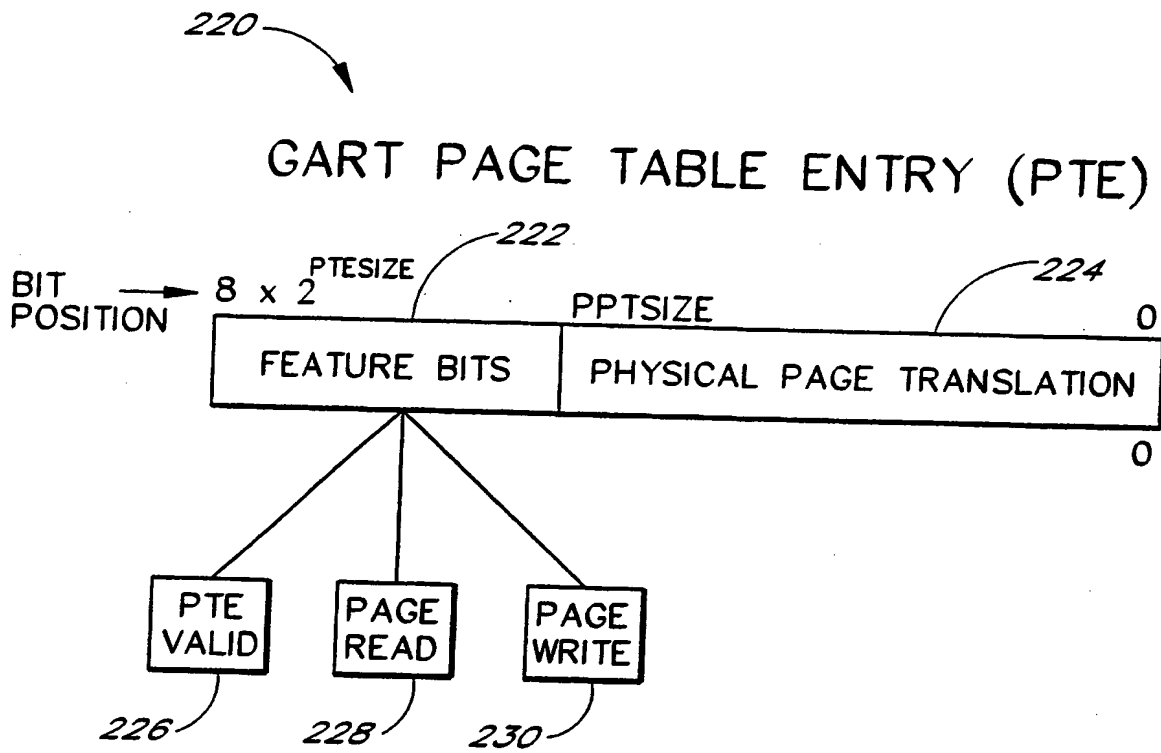 220
GART PAGE TABLE ENTRY (PTE)
222
224
BIT POSITION
8 x 2^PTESIZE
PPTSIZE
0
FEATURE BITS
PHYSICAL PAGE TRANSLATION
0
PTE
VALID
PAGE
READ
PAGE
WRITE
226
228
230